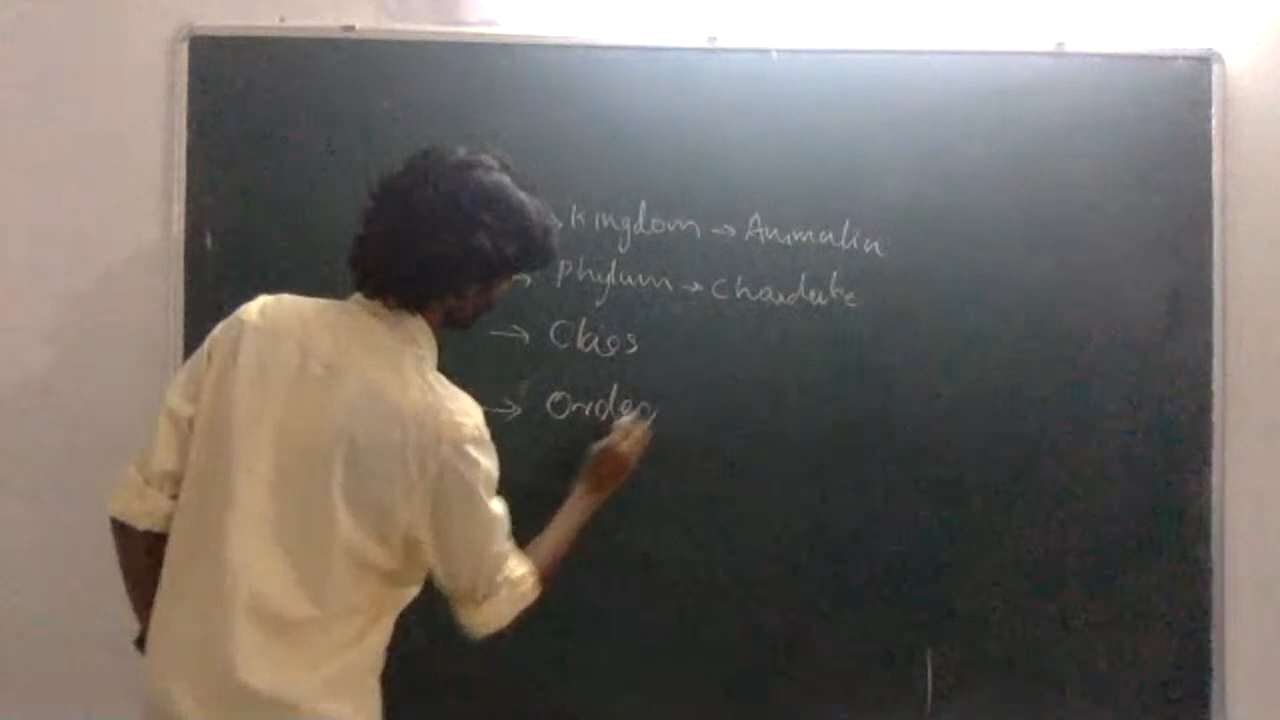 → Kingdom → Animalia
→ Phylum → Chordate
→ Class
→ Order